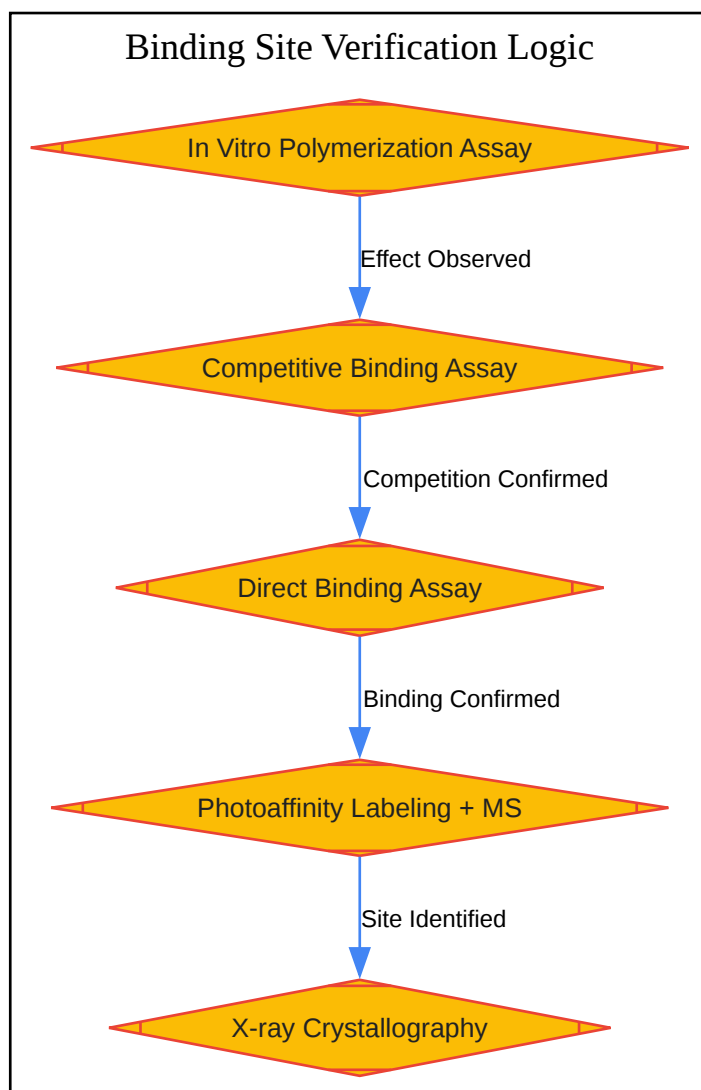 Binding Site Verification Logic
In Vitro Polymerization Assay
Effect Observed
Competitive Binding Assay
Competition Confirmed
Direct Binding Assay
Binding Confirmed
Photoaffinity Labeling + MS
Site Identified
X-ray Crystallography